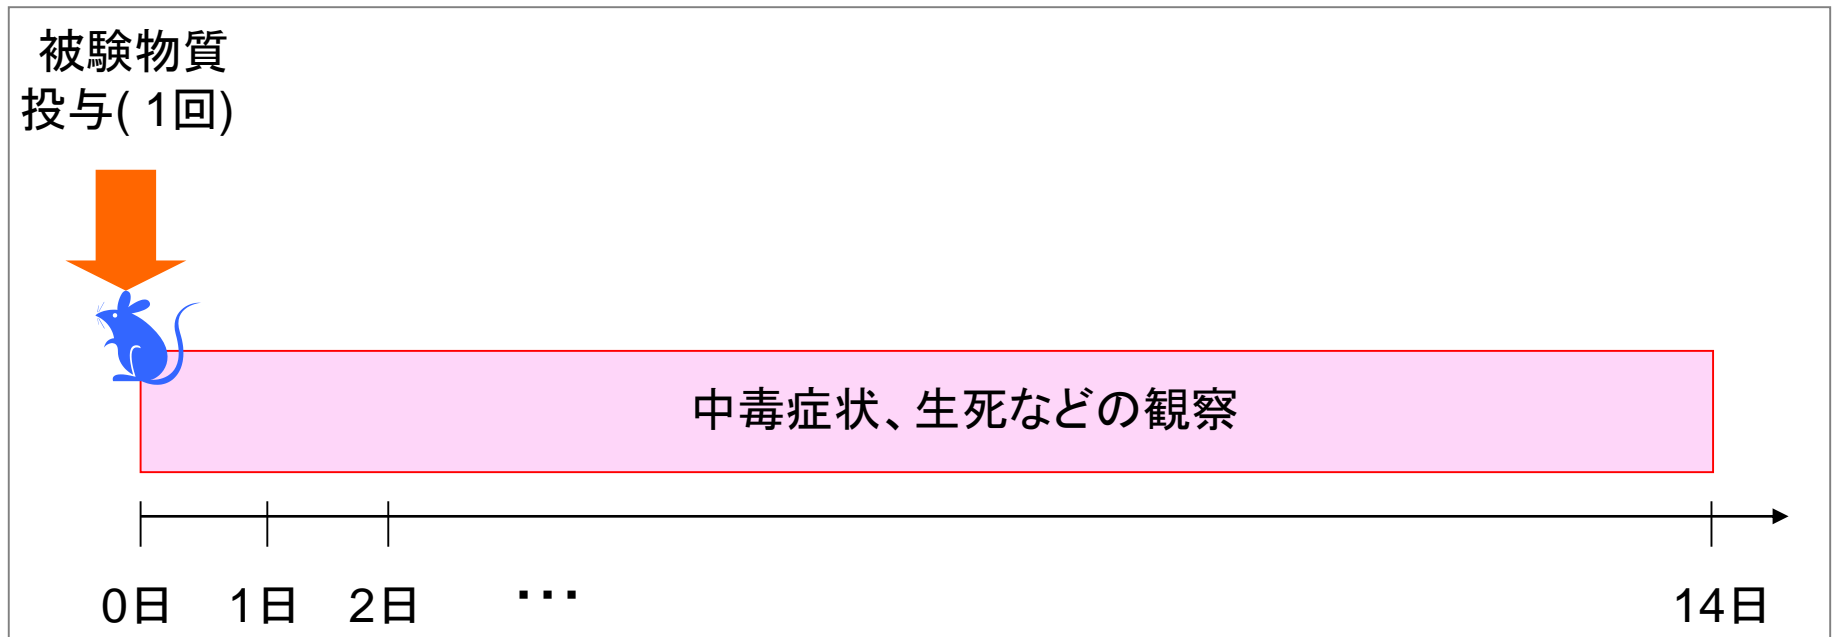 被験物質
投与( 1回)
中毒症状、生死などの観察
0日 1日 2日 ･･･ 14日